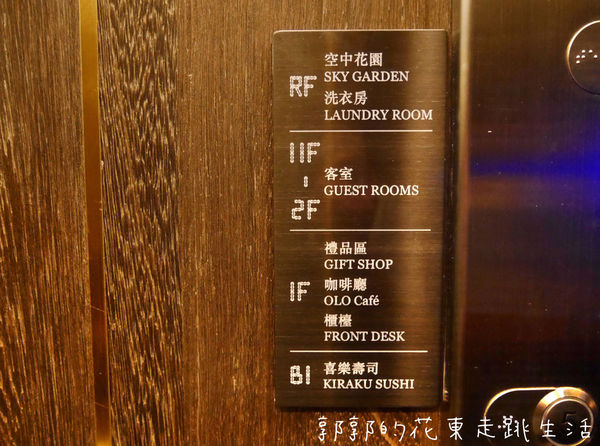 RF
空中花園
SKY GARDEN
洗衣房
LAUNDRY ROOM
11F
-
2F
客室
GUEST ROOMS
1F
禮品區
GIFT SHOP
咖啡廳
OLO Café
櫃檯
FRONT DESK
B1
喜樂壽司
KIRAKU SUSHI
5
郭郭的花東走跳生活